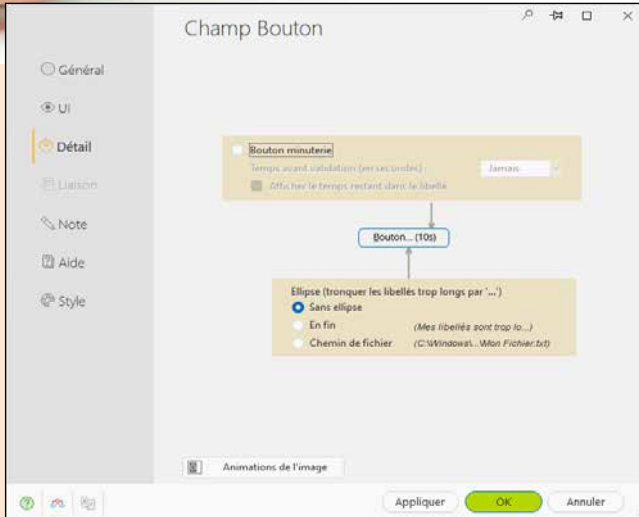 Champ Bouton
Général
UI
Détail
Liaison
Note
Aide
Style
Bouton minuterie
Temps avant validation (en secondes)
Jamais
Afficher le temps restant dans le libellé
Bouton... (10s)
Ellipse (tronquer les libellés trop longs par '...')
Sans ellipse
En fin (Mes libellés sont trop lo...)
Chemin de fichier (C:\Windows\...\Mon Fichier.txt)
Animations de l'image
Appliquer OK Annuler